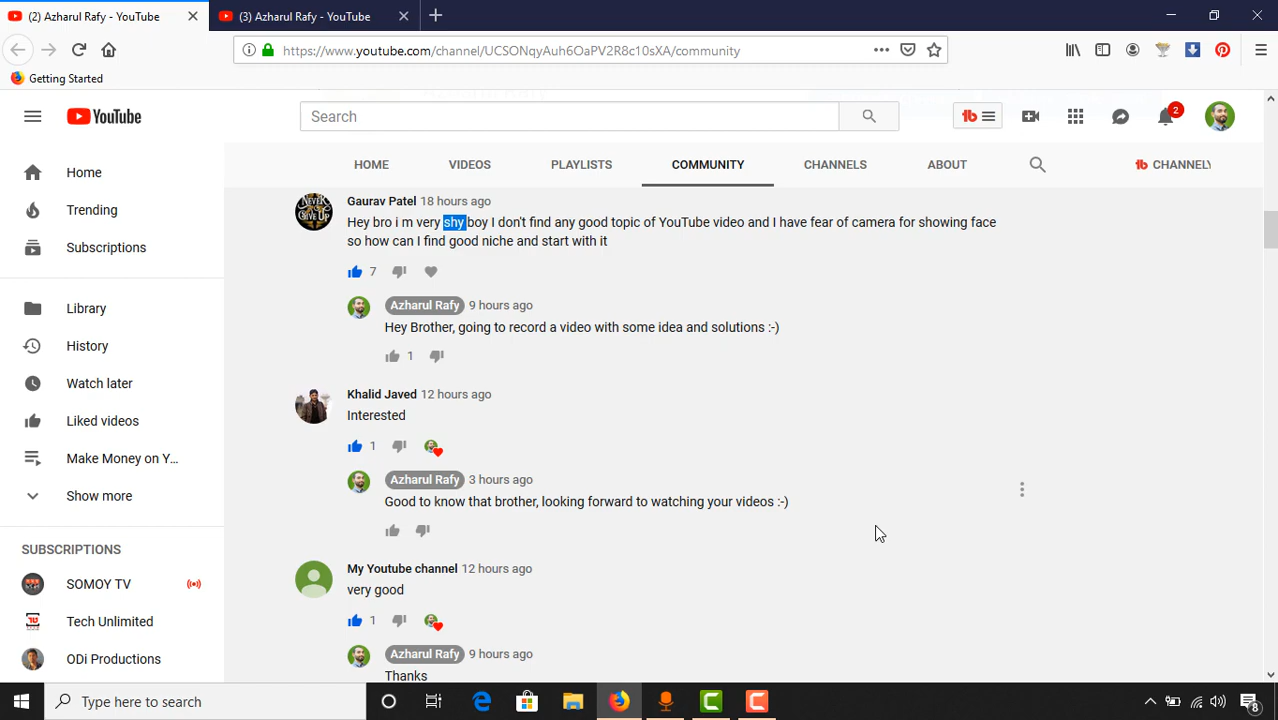 (2) Azharul Rafy - YouTube
(3) Azharul Rafy - YouTube
https://www.youtube.com/channel/UCSONqyAuh6OaPV2R8c10sXA/community
Getting Started
YouTube
Search
2
HOME VIDEOS PLAYLISTS COMMUNITY CHANNELS ABOUT
CHANNELY
Home
Trending
Subscriptions
Library
History
Watch later
Liked videos
Make Money on Y...
Show more
SUBSCRIPTIONS
SOMOY TV
Tech Unlimited
ODi Productions
NEVER GIVE UP
Gaurav Patel 18 hours ago
Hey bro i m very shy boy I don't find any good topic of YouTube video and I have fear of camera for showing face
so how can I find good niche and start with it
7
Azharul Rafy 9 hours ago
Hey Brother, going to record a video with some idea and solutions :-)
1
Khalid Javed 12 hours ago
Interested
1
Azharul Rafy 3 hours ago
Good to know that brother, looking forward to watching your videos :-)
My Youtube channel 12 hours ago
very good
1
Azharul Rafy 9 hours ago
Thanks
Type here to search
8